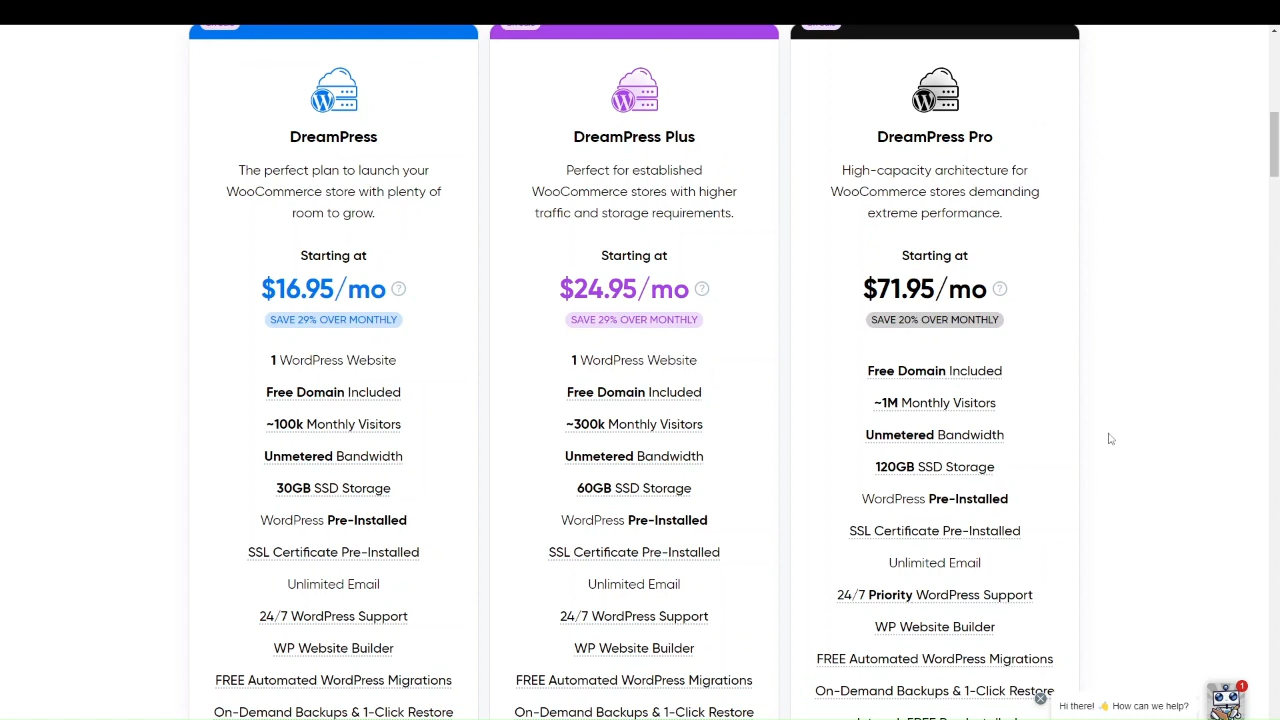 DreamPress
The perfect plan to launch your
WooCommerce store with plenty of
room to grow.
Starting at
$16.95/mo ?
SAVE 29% OVER MONTHLY
1 WordPress Website
Free Domain Included
~100k Monthly Visitors
Unmetered Bandwidth
30GB SSD Storage
WordPress Pre-Installed
SSL Certificate Pre-Installed
Unlimited Email
24/7 WordPress Support
WP Website Builder
FREE Automated WordPress Migrations
On-Demand Backups & 1-Click Restore
DreamPress Plus
Perfect for established
WooCommerce stores with higher
traffic and storage requirements.
Starting at
$24.95/mo ?
SAVE 29% OVER MONTHLY
1 WordPress Website
Free Domain Included
~300k Monthly Visitors
Unmetered Bandwidth
60GB SSD Storage
WordPress Pre-Installed
SSL Certificate Pre-Installed
Unlimited Email
24/7 WordPress Support
WP Website Builder
FREE Automated WordPress Migrations
On-Demand Backups & 1-Click Restore
DreamPress Pro
High-capacity architecture for
WooCommerce stores demanding
extreme performance.
Starting at
$71.95/mo ?
SAVE 20% OVER MONTHLY
Free Domain Included
~1M Monthly Visitors
Unmetered Bandwidth
120GB SSD Storage
WordPress Pre-Installed
SSL Certificate Pre-Installed
Unlimited Email
24/7 Priority WordPress Support
WP Website Builder
FREE Automated WordPress Migrations
On-Demand Backups & 1-Click Restore
Hi there! 👋 How can we help?
1